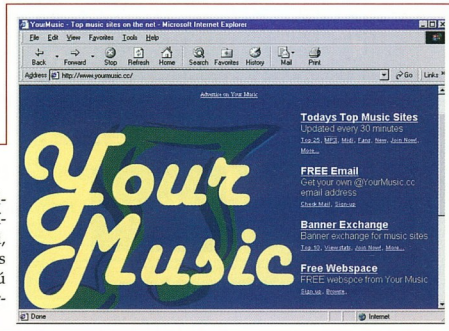 YourMusic - Top music sites on the net - Microsoft Internet Explorer
File Edit View Favorites Tools Help
Back Forward Stop Refresh Home Search Favorites History Mail Print
Address http://www.yourmusic.cc/ Go Links »
Advertise on Your Music
Your
Music
Todays Top Music Sites
Updated every 30 minutes
Top 25, MP3, Midi, Fans, New, Join Now!,
More...
FREE Email
Get your own @YourMusic.cc
email address
Check Mail, Sign-up
Banner Exchange
Banner exchange for music sites
Top 10, View stats, Join Now!, More...
Free Webspace
FREE webspce from Your Music
Sign up, Browse,
Done Internet